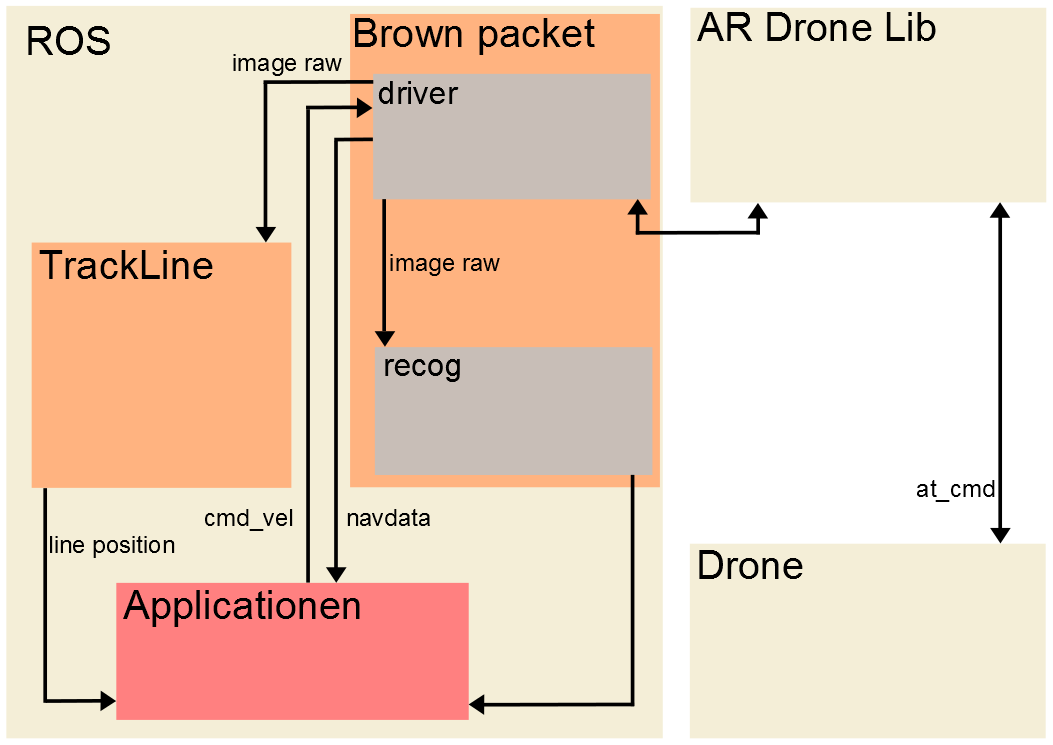 ROS
Brown packet
AR Drone Lib
image raw
driver
TrackLine
image raw
recog
cmd_vel
navdata
at_cmd
line position
Drone
Applicationen